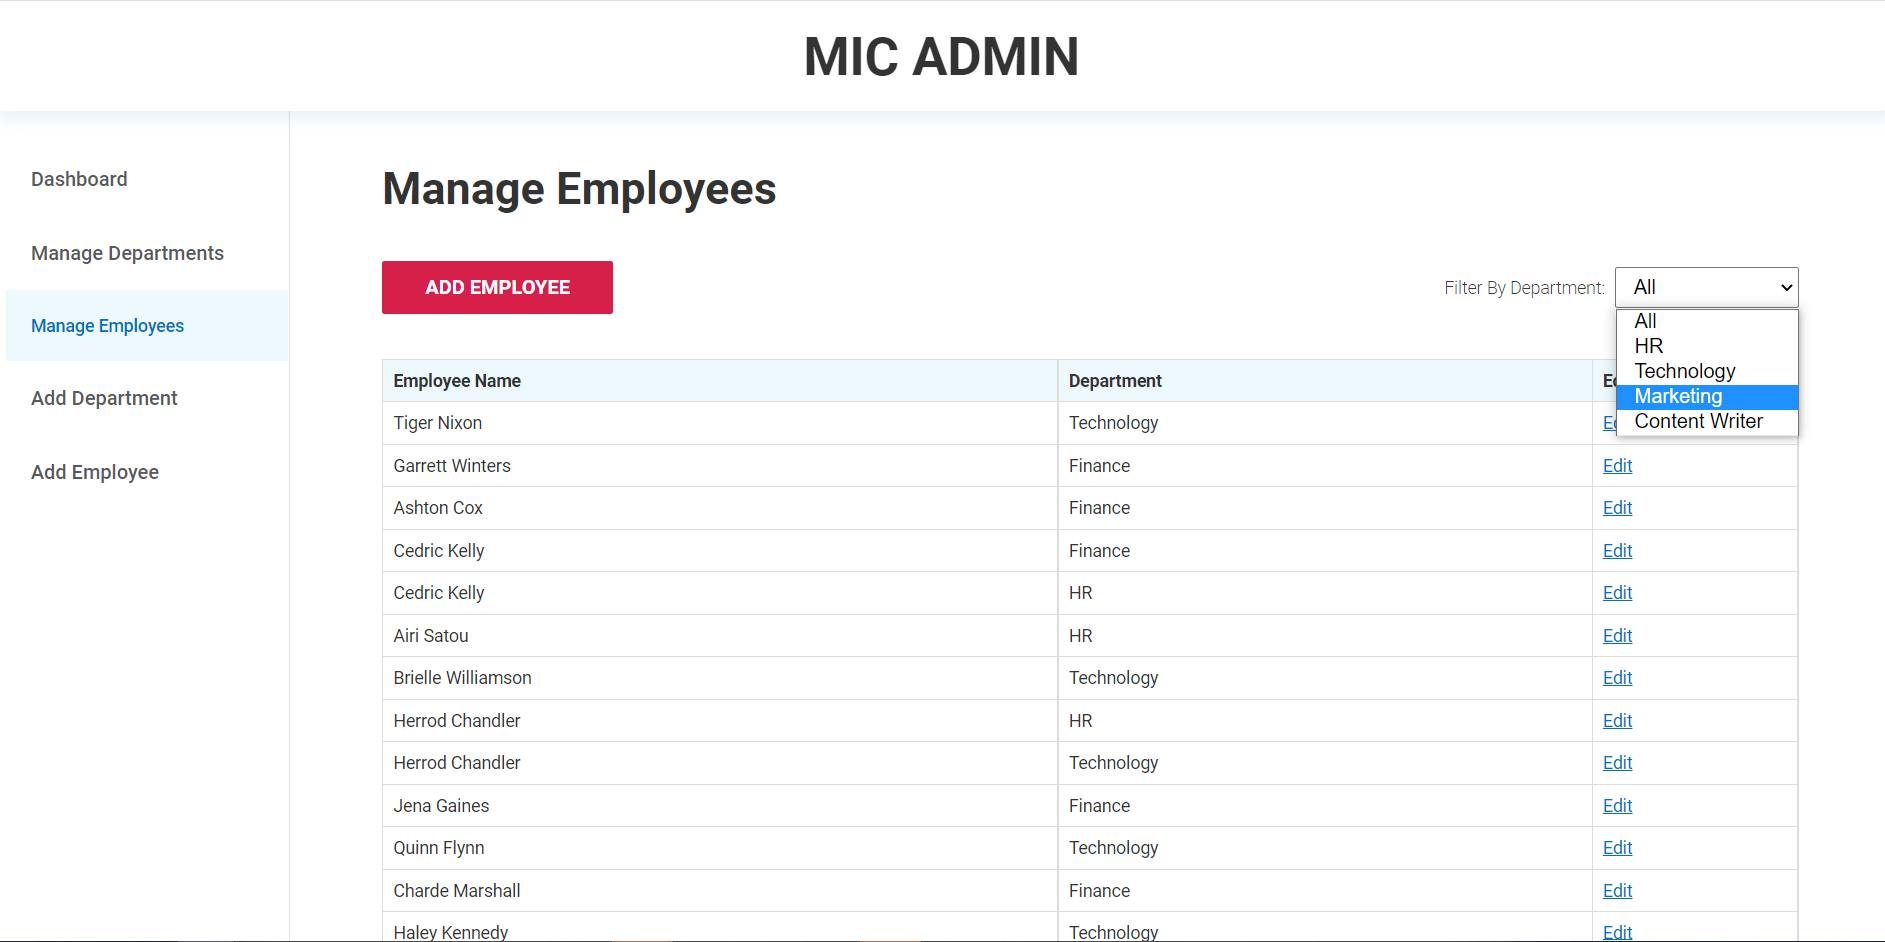 MIC ADMIN
Dashboard
Manage Departments
Manage Employees
Add Department
Add Employee
Manage Employees
ADD EMPLOYEE
Filter By Department: All
All
HR
Technology
Marketing
Content Writer
Employee Name Department
Tiger Nixon Technology
Garrett Winters Finance Edit
Ashton Cox Finance Edit
Cedric Kelly Finance Edit
Cedric Kelly HR Edit
Airi Satou HR Edit
Brielle Williamson Technology Edit
Herrod Chandler HR Edit
Herrod Chandler Technology Edit
Jena Gaines Finance Edit
Quinn Flynn Technology Edit
Charde Marshall Finance Edit
Haley Kennedy Technology Edit